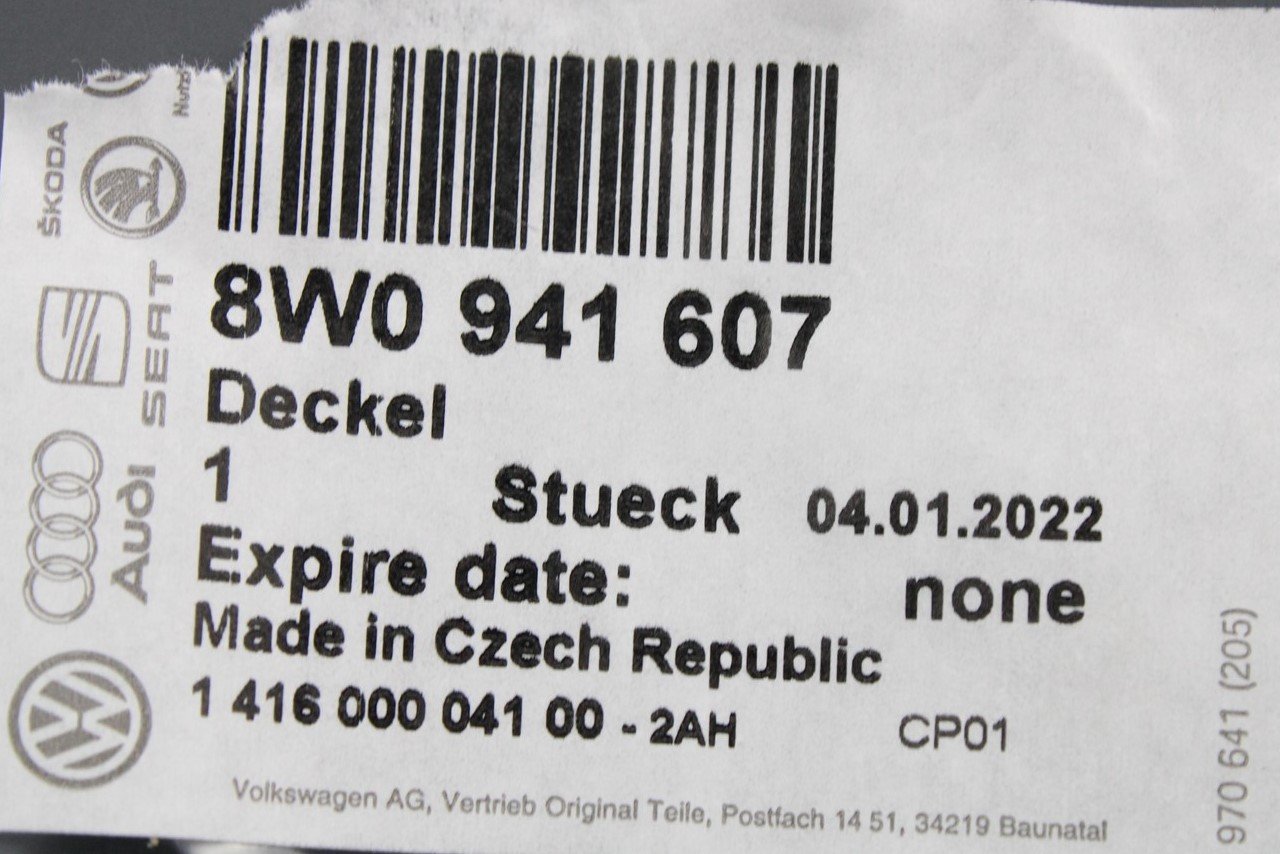 8W0 941 607
Deckel
1 Stueck 04.01.2022
Expire date: none
Made in Czech Republic
1 416 000 041 00 - 2AH CP01
Volkswagen AG, Vertrieb Original Teile, Postfach 14 51, 34219 Baunatal
ŠKODA
SEAT
Audi
970 641 (205)